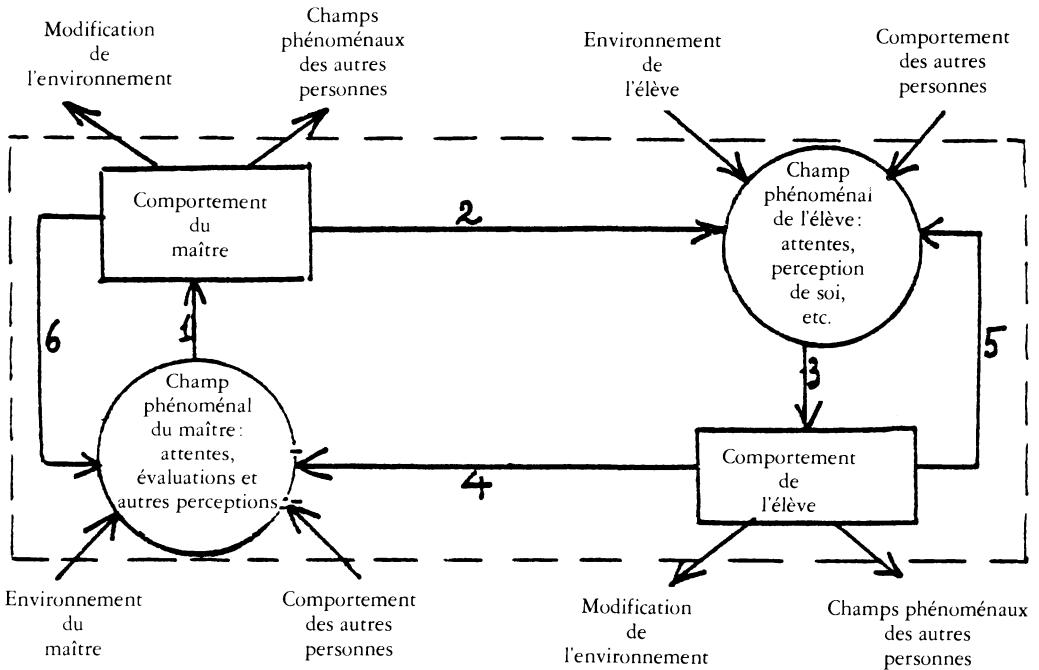 Modification
de
l'environnement
Champs
phénoménaux
des autres
personnes
Environnement
de
l'élève
Comportement
des autres
personnes
Comportement
du
maître
2
Champ
phénoménal
de l'élève :
attentes,
perception
de soi,
etc.
6
1
3
5
Champ
phénoménal
du maître :
attentes,
évaluations et
autres perceptions
4
Comportement
de
l'élève
Environnement
du
maître
Comportement
des autres
personnes
Modification
de
l'environnement
Champs phénoménaux
des autres
personnes